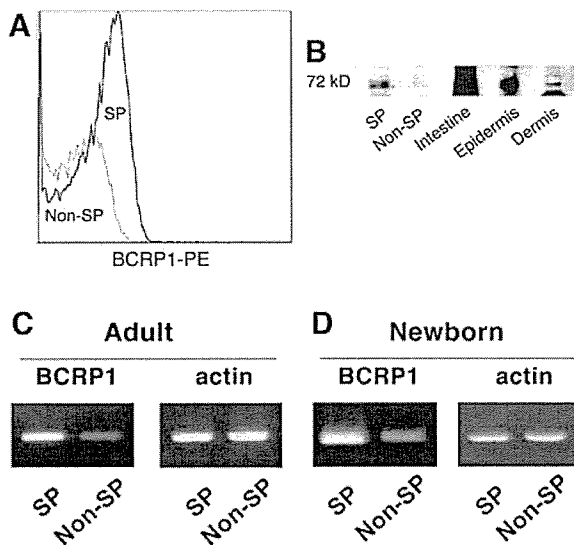 A
SP
Non-SP
BCRP1-PE
B
72 kD
SP
Non-SP
Intestine
Epidermis
Dermis
C
Adult
BCRP1
actin
SP
Non-SP
SP
Non-SP
D
Newborn
BCRP1
actin
SP
Non-SP
SP
Non-SP